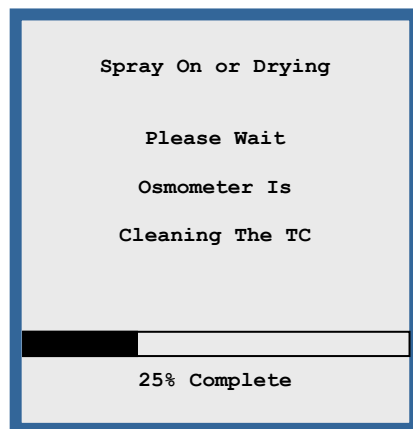 Spray On or Drying
Please Wait
Osmometer Is
Cleaning The TC
25% Complete